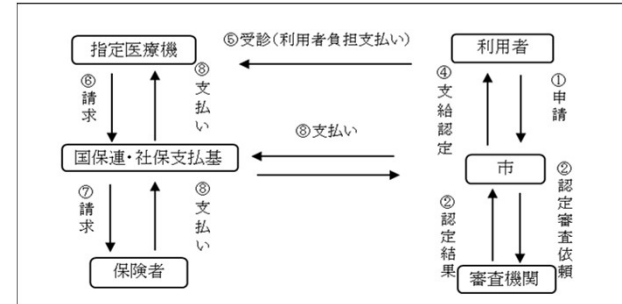 指定医療機
⑤受診(利用者負担支払い)
利用者
⑥請求
⑧支払い
④支給認定
①申請
⑧支払い
国保連・社保支払基
市
⑦請求
⑧支払い
②認定結果
②認定審査依頼
保険者
審査機関